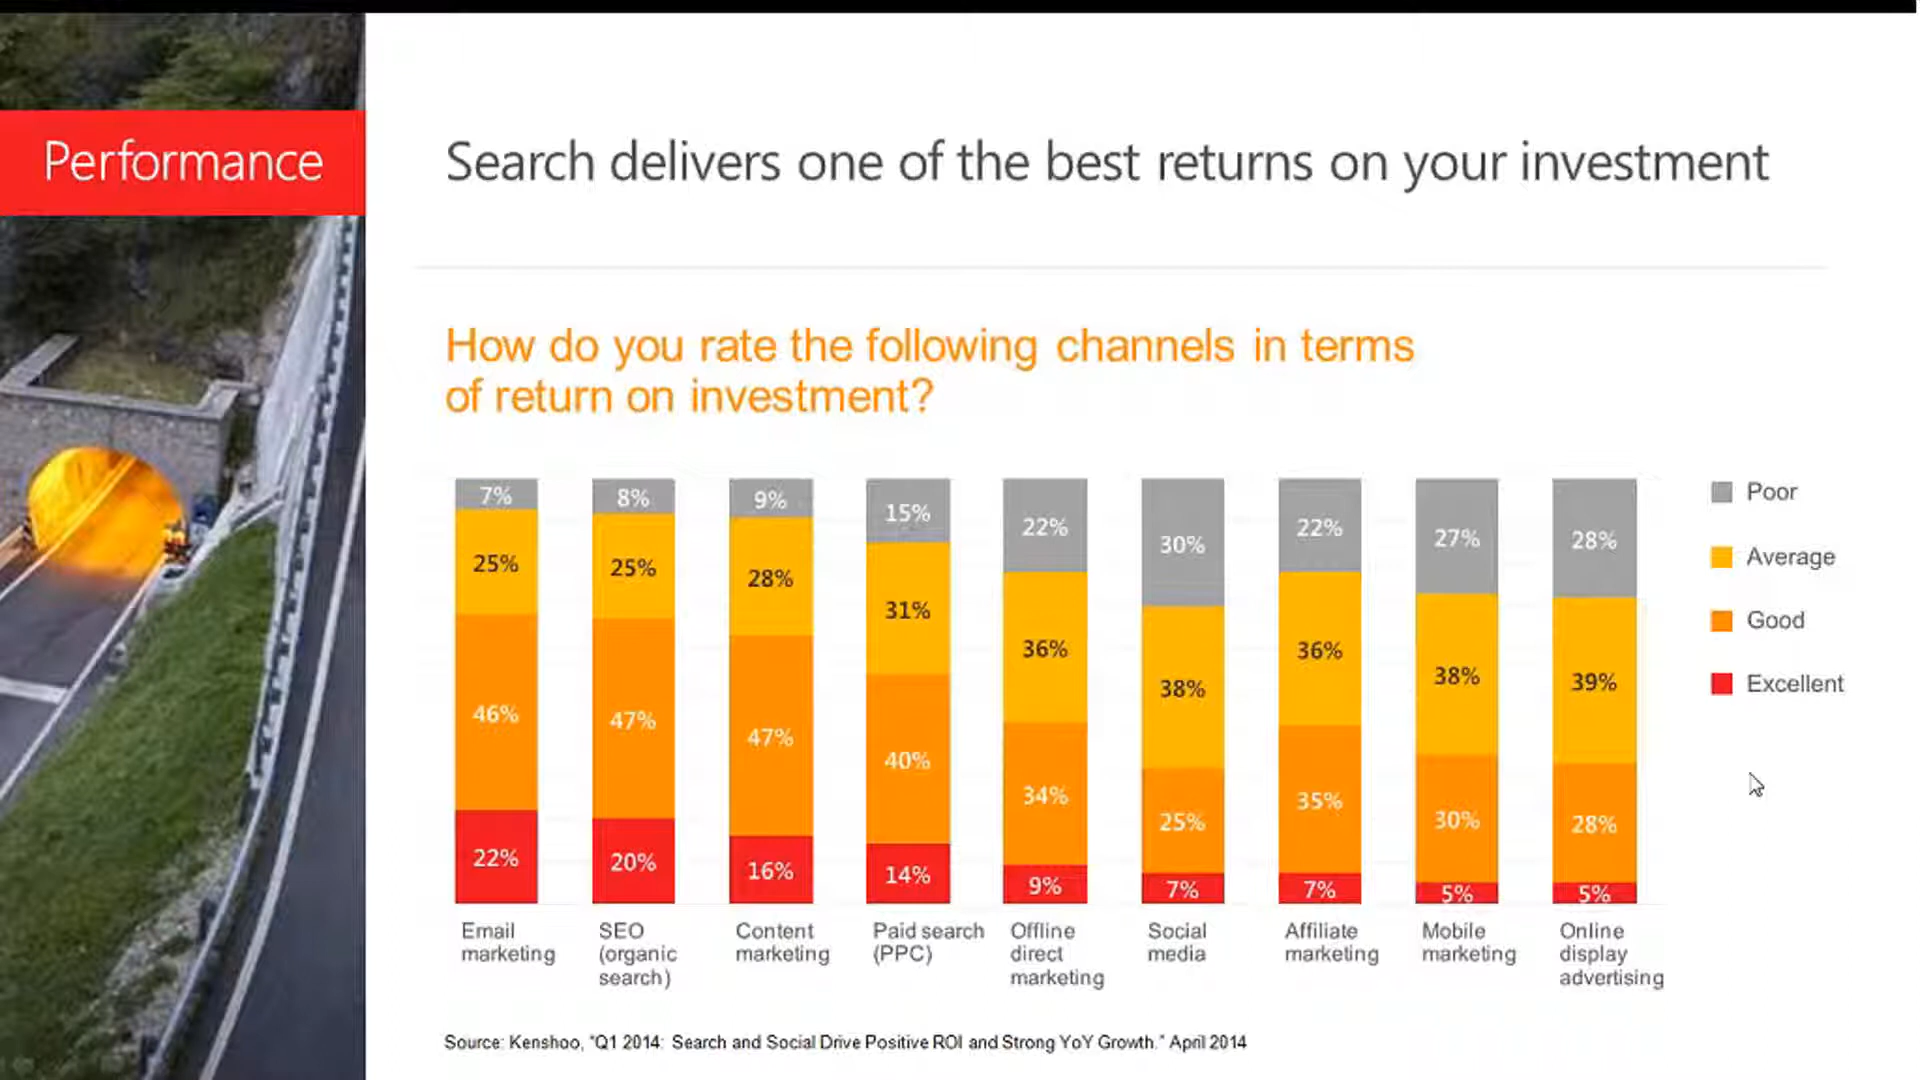 Performance
Search delivers one of the best returns on your investment
How do you rate the following channels in terms
of return on investment?
7%
8%
9%
15%
22%
30%
22%
27%
28%
25%
25%
28%
31%
36%
38%
36%
38%
39%
46%
47%
47%
40%
34%
25%
35%
30%
28%
22%
20%
16%
14%
9%
7%
7%
5%
5%
Poor
Average
Good
Excellent
Email
marketing
SEO
(organic
search)
Content
marketing
Paid search
(PPC)
Offline
direct
marketing
Social
media
Affiliate
marketing
Mobile
marketing
Online
display
advertising
Source: Kenshoo, "Q1 2014: Search and Social Drive Positive ROI and Strong YoY Growth." April 2014